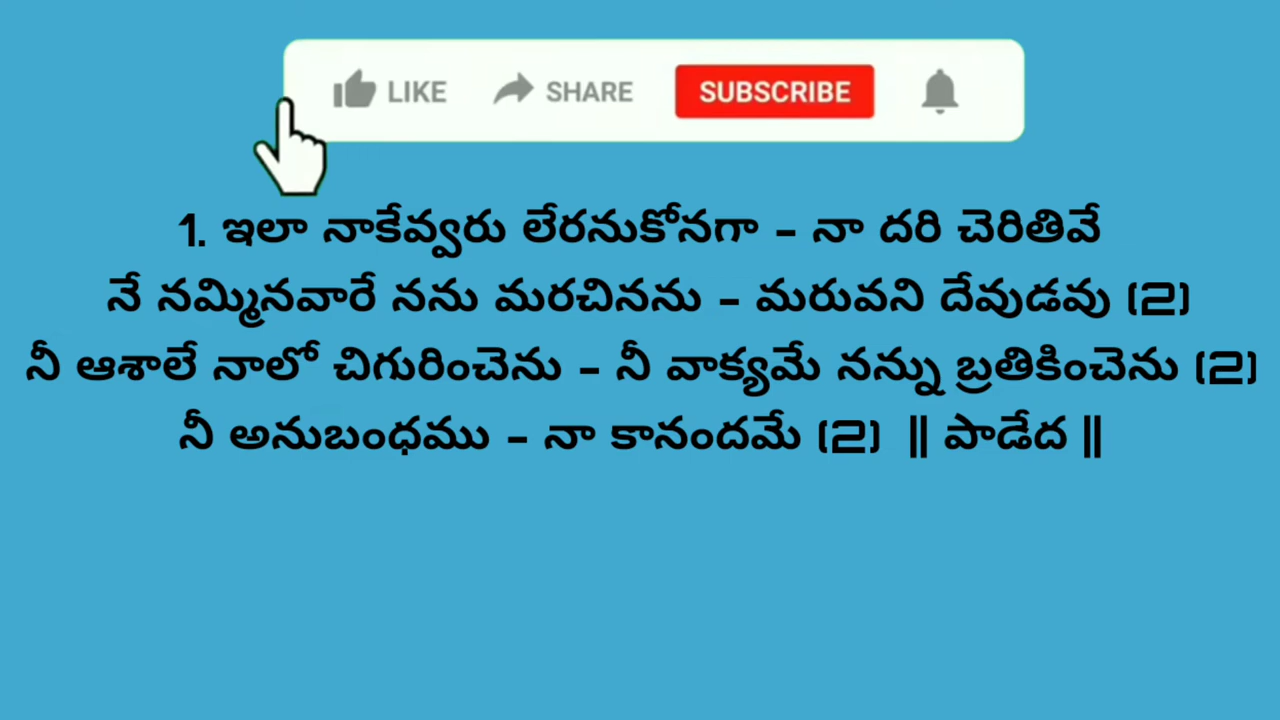 LIKE SHARE SUBSCRIBE
1. ఇలా నాకేవ్వరు లేరనుకోనగా - నా దరి చెరితివే
నే నమ్మినవారే నను మరచినను - మరువని దేవుడవు (2)
నీ ఆశాలే నాలో చిగురించెను - నీ వాక్యమే నన్ను బ్రతికించెను (2)
నీ అనుబంధము - నా కానందమే (2) || పాడేద ||